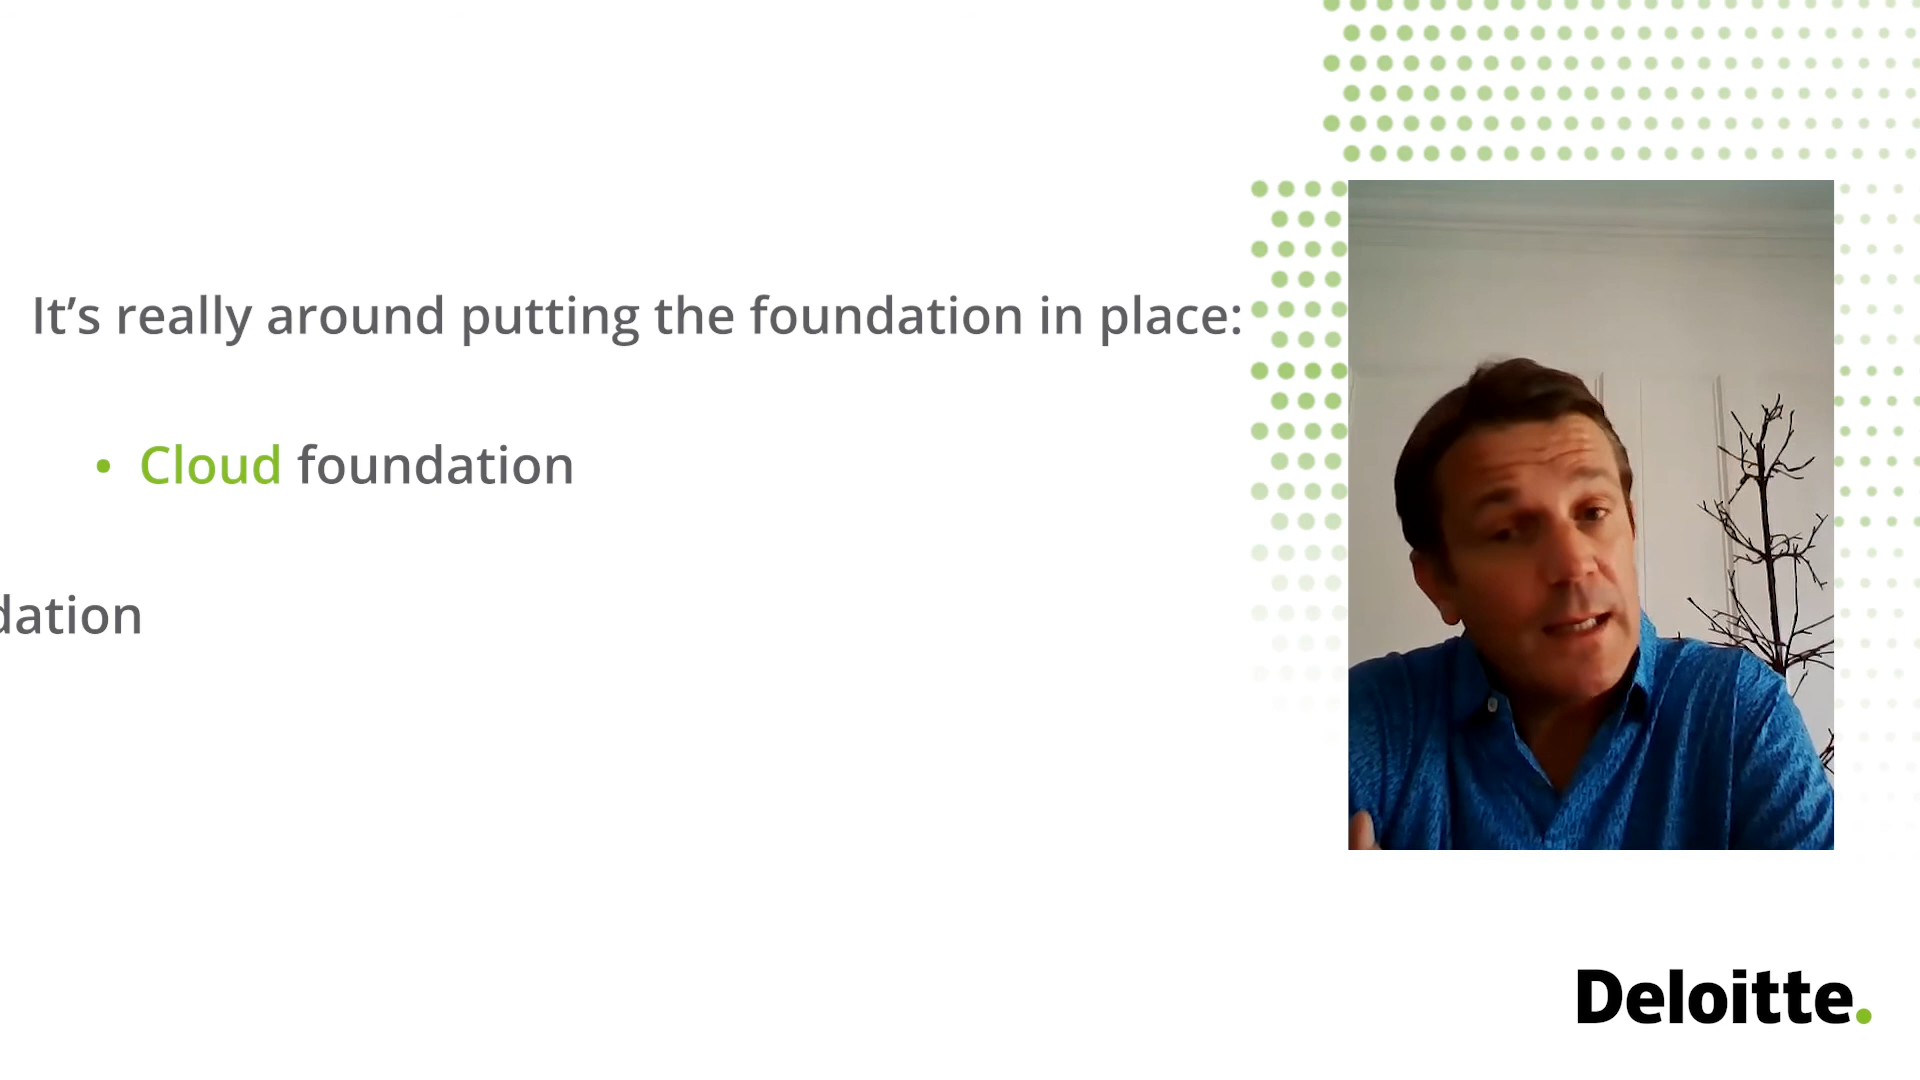 It’s really around putting the foundation in place:
• Cloud foundation
dation
Deloitte.